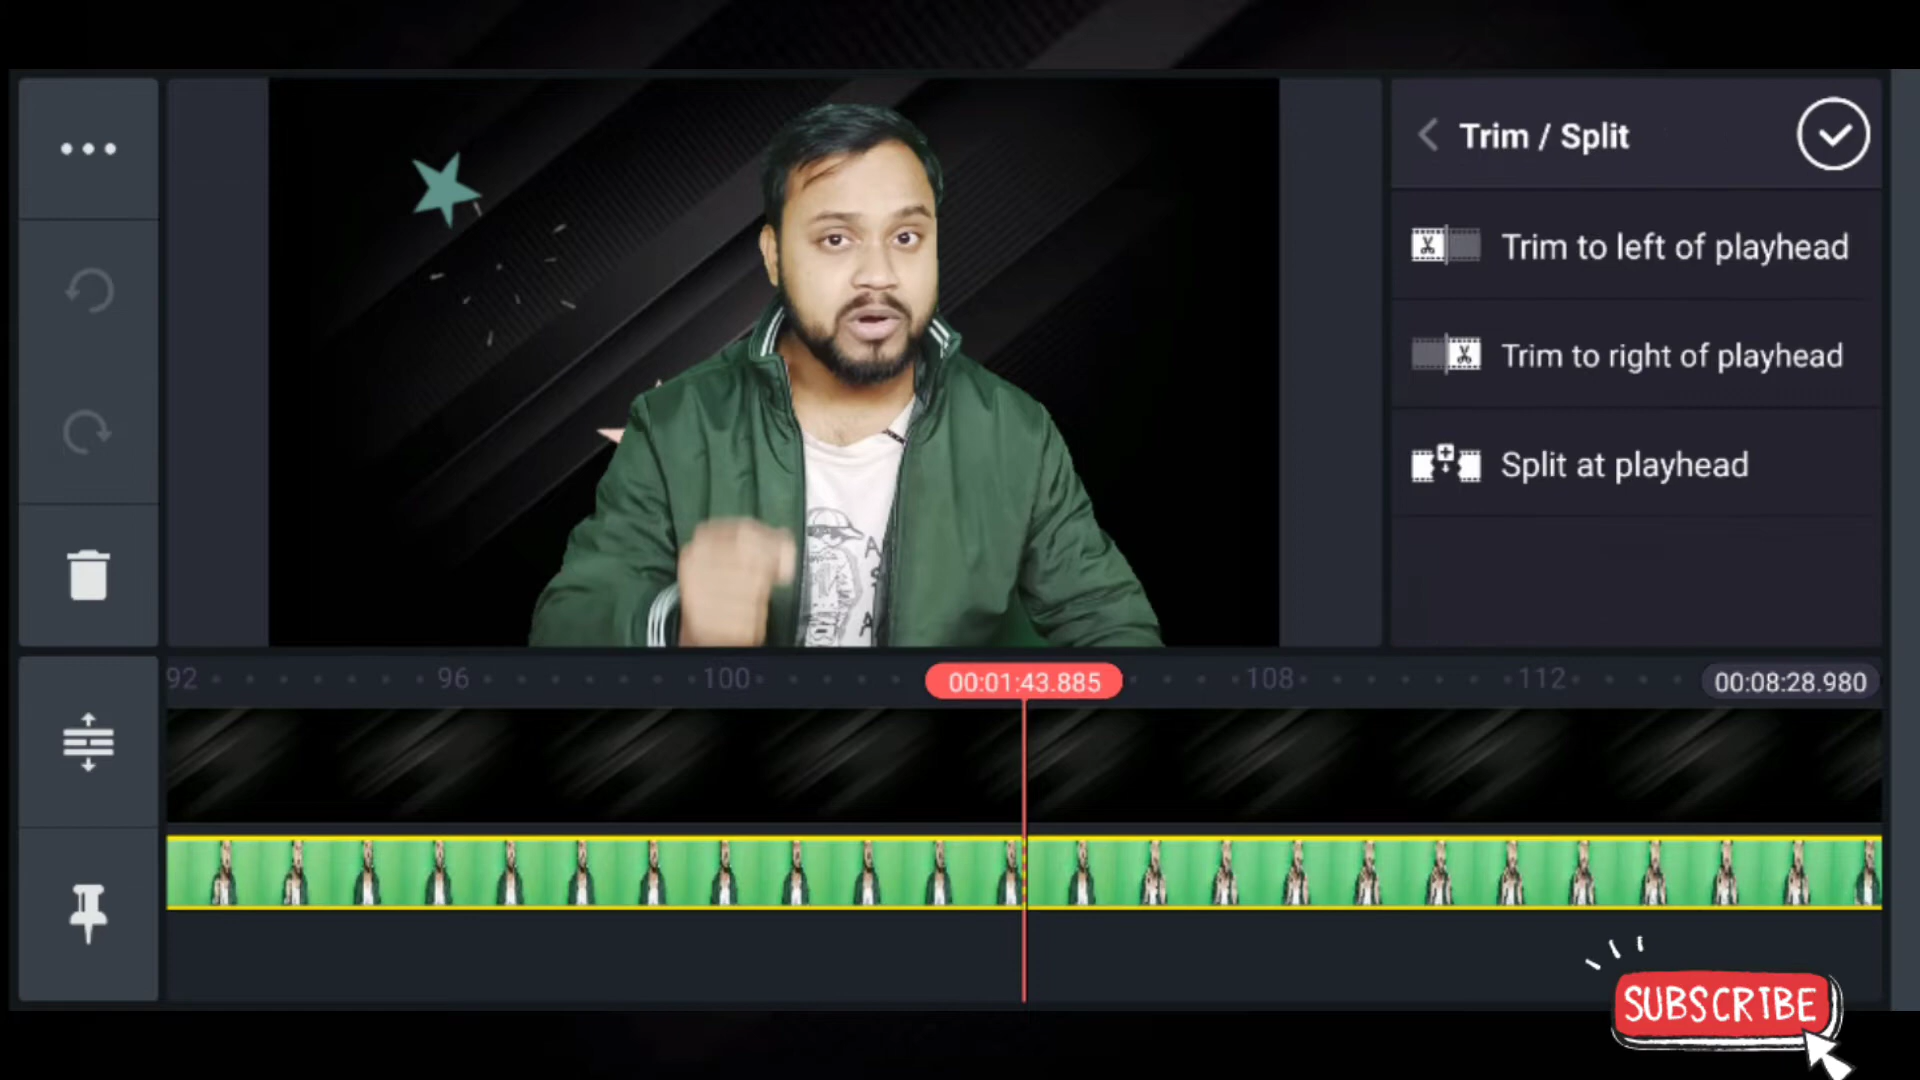 Trim / Split
Trim to left of playhead
Trim to right of playhead
Split at playhead
92
96
100
00:01:43.885
108
112
00:08:28.980
SUBSCRIBE